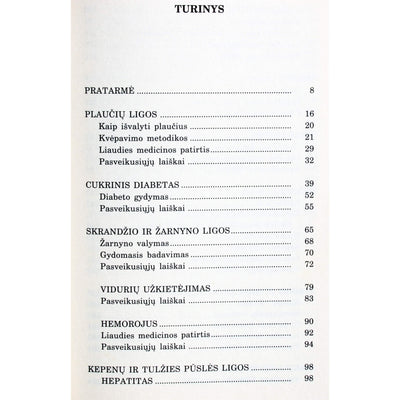 TURINYS
PRATARMĖ 8
PLAUČIŲ LIGOS 16
Kaip išvalyti plaučius 20
Kvėpavimo metodikos 21
Liaudies medicinos patirtis 29
Pasveikusiųjų laiškai 32
CUKRINIS DIABETAS 39
Diabeto gydymas 52
Pasveikusiųjų laiškai 55
SKRANDŽIO IR ŽARNYNO LIGOS 65
Žarnyno valymas 68
Gydomasis badavimas 70
Pasveikusiųjų laiškai 72
VIDURIŲ UŽKIETĖJIMAS 79
Pasveikusiųjų laiškai 83
HEMOROJUS 90
Liaudies medicinos patirtis 92
Pasveikusiųjų laiškai 94
KEPENŲ IR TULŽIES PŪSLĖS LIGOS 98
HEPATITAS 98